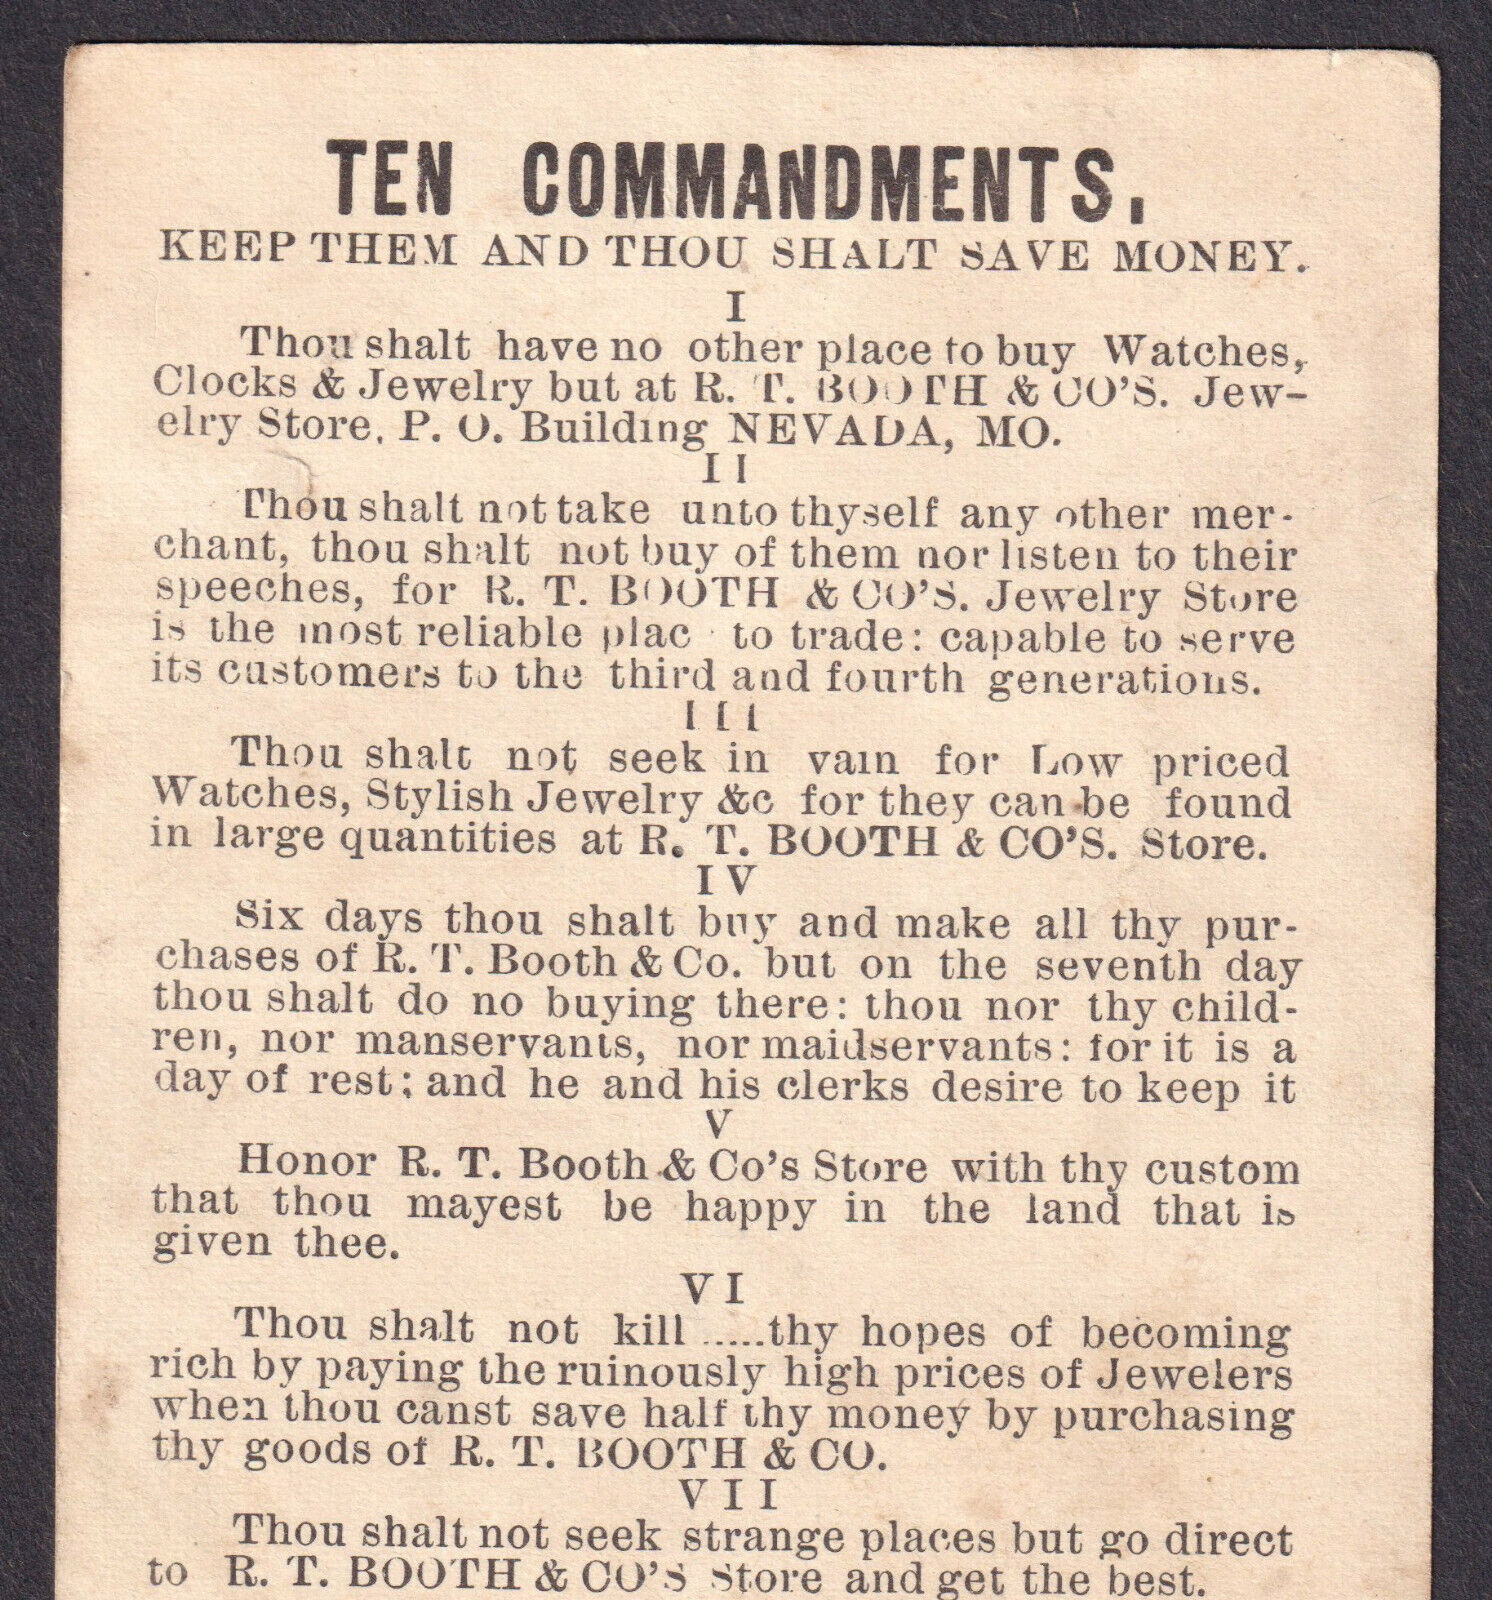 TEN COMMANDMENTS.
KEEP THEM AND THOU SHALT SAVE MONEY.
I
Thou shalt have no other place to buy Watches,
Clocks & Jewelry but at R. T. BOOTH & CO'S. Jew-
elry Store, P. O. Building NEVADA, MO.
II
Thou shalt not take unto thyself any other mer-
chant, thou shalt not buy of them nor listen to their
speeches, for R. T. BOOTH & CO'S. Jewelry Store
is the most reliable plac to trade: capable to serve
its customers to the third and fourth generations.
III
Thou shalt not seek in vain for Low priced
Watches, Stylish Jewelry &c for they can be found
in large quantities at R. T. BOOTH & CO'S. Store.
IV
Six days thou shalt buy and make all thy pur-
chases of R. T. Booth & Co. but on the seventh day
thou shalt do no buying there: thou nor thy child-
ren, nor manservants, nor maidservants: for it is a
day of rest; and he and his clerks desire to keep it
V
Honor R. T. Booth & Co's Store with thy custom
that thou mayest be happy in the land that is
given thee.
VI
Thou shalt not kill .....thy hopes of becoming
rich by paying the ruinously high prices of Jewelers
when thou canst save half thy money by purchasing
thy goods of R. T. BOOTH & CO.
VII
Thou shalt not seek strange places but go direct
to R. T. BOOTH & CO'S Store and get the best.